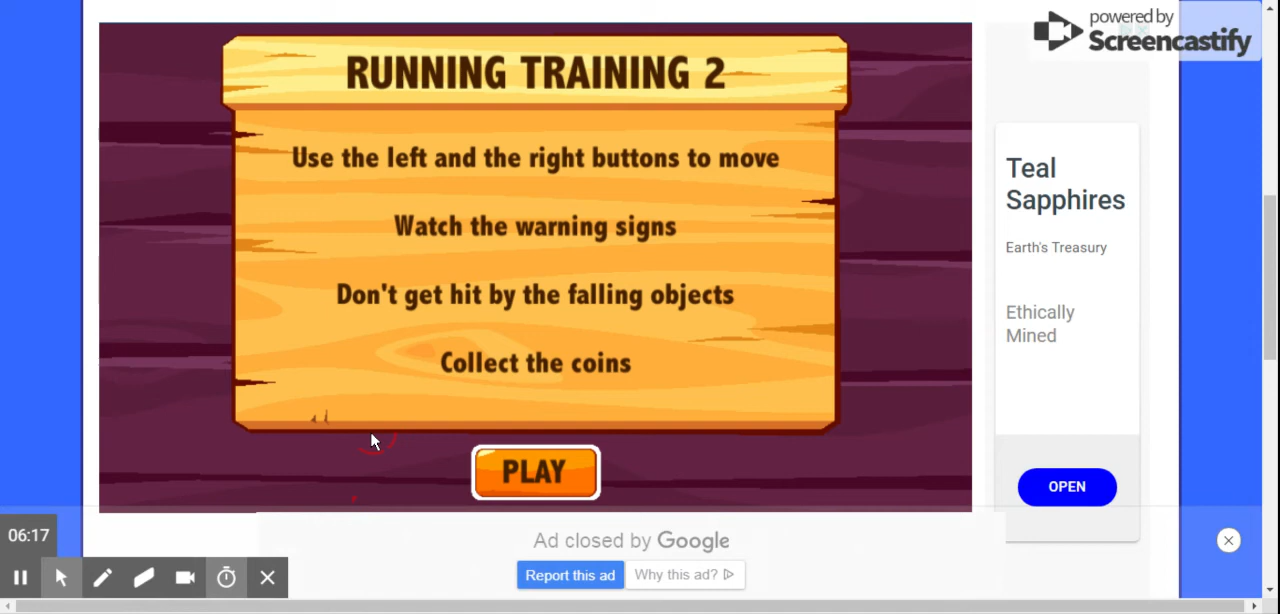 powered by
Screencastify
RUNNING TRAINING 2
Use the left and the right buttons to move
Watch the warning signs
Don't get hit by the falling objects
Collect the coins
PLAY
Teal
Sapphires
Earth's Treasury
Ethically
Mined
OPEN
06:17
Ad closed by Google
Report this ad
Why this ad?